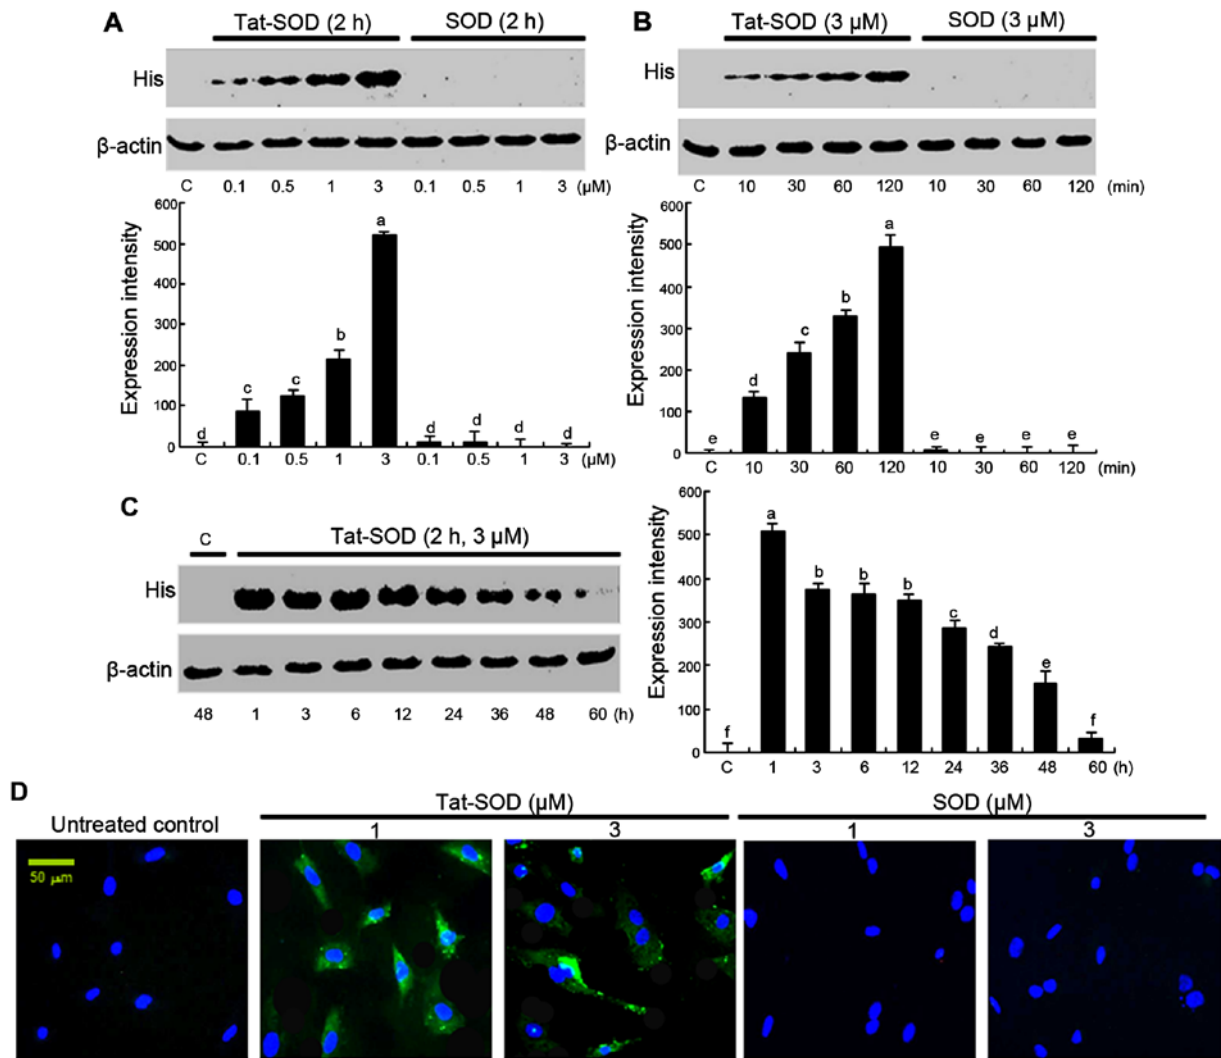 A
Tat-SOD (2 h) SOD (2 h)
His
β-actin
C 0.1 0.5 1 3 0.1 0.5 1 3 (μM)
600
500
400
300
200
100
0
Expression intensity
d c c b a d d d d
C 0.1 0.5 1 3 0.1 0.5 1 3 (μM)
B
Tat-SOD (3 μM) SOD (3 μM)
His
β-actin
C 10 30 60 120 10 30 60 120 (min)
600
500
400
300
200
100
0
Expression intensity
e d c b a e e e e
C 10 30 60 120 10 30 60 120 (min)
C
C Tat-SOD (2 h, 3 μM)
His
β-actin
48 1 3 6 12 24 36 48 60 (h)
600
500
400
300
200
100
0
Expression intensity
f a b b b c d e f
C 1 3 6 12 24 36 48 60 (h)
D
Tat-SOD (μM) SOD (μM)
Untreated control 1 3 1 3
50 μm